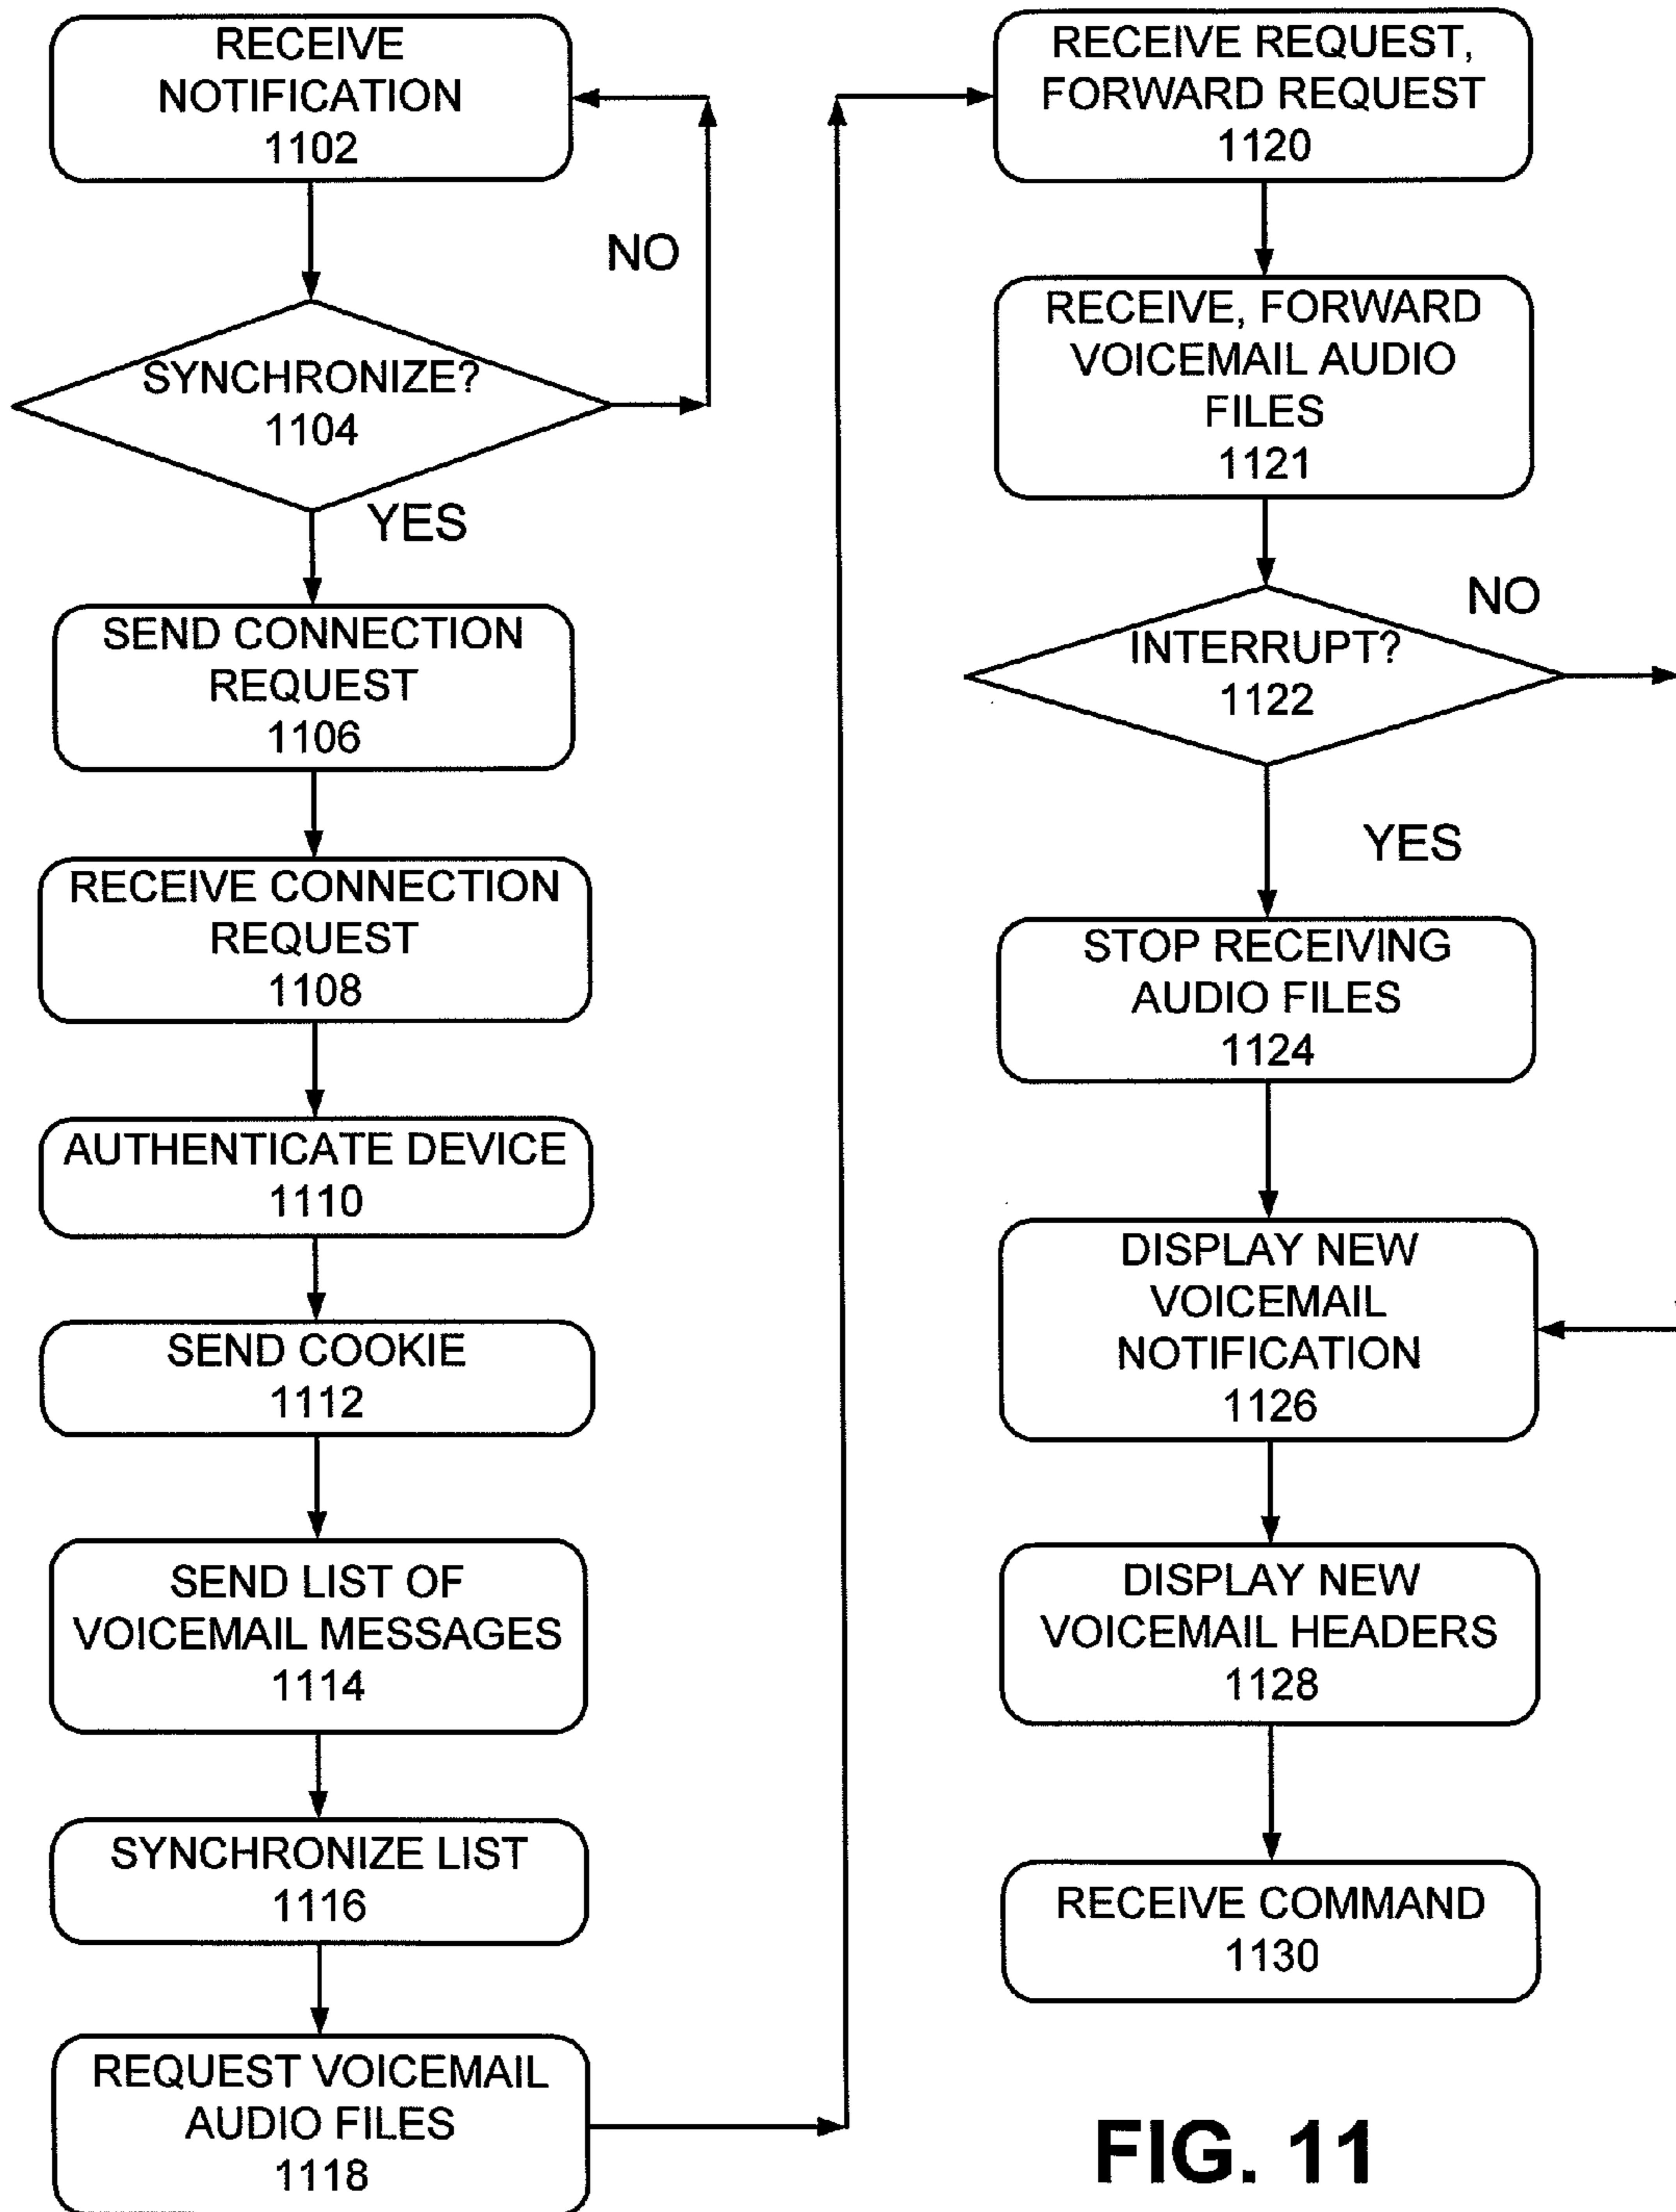 RECEIVE
NOTIFICATION
1102
NO
SYNCHRONIZE?
1104
YES
SEND CONNECTION
REQUEST
1106
RECEIVE CONNECTION
REQUEST
1108
AUTHENTICATE DEVICE
1110
SEND COOKIE
1112
SEND LIST OF
VOICEMAIL MESSAGES
1114
SYNCHRONIZE LIST
1116
REQUEST VOICEMAIL
AUDIO FILES
1118
RECEIVE REQUEST,
FORWARD REQUEST
1120
RECEIVE, FORWARD
VOICEMAIL AUDIO
FILES
1121
NO
INTERRUPT?
1122
YES
STOP RECEIVING
AUDIO FILES
1124
DISPLAY NEW
VOICEMAIL
NOTIFICATION
1126
DISPLAY NEW
VOICEMAIL HEADERS
1128
RECEIVE COMMAND
1130
FIG. 11